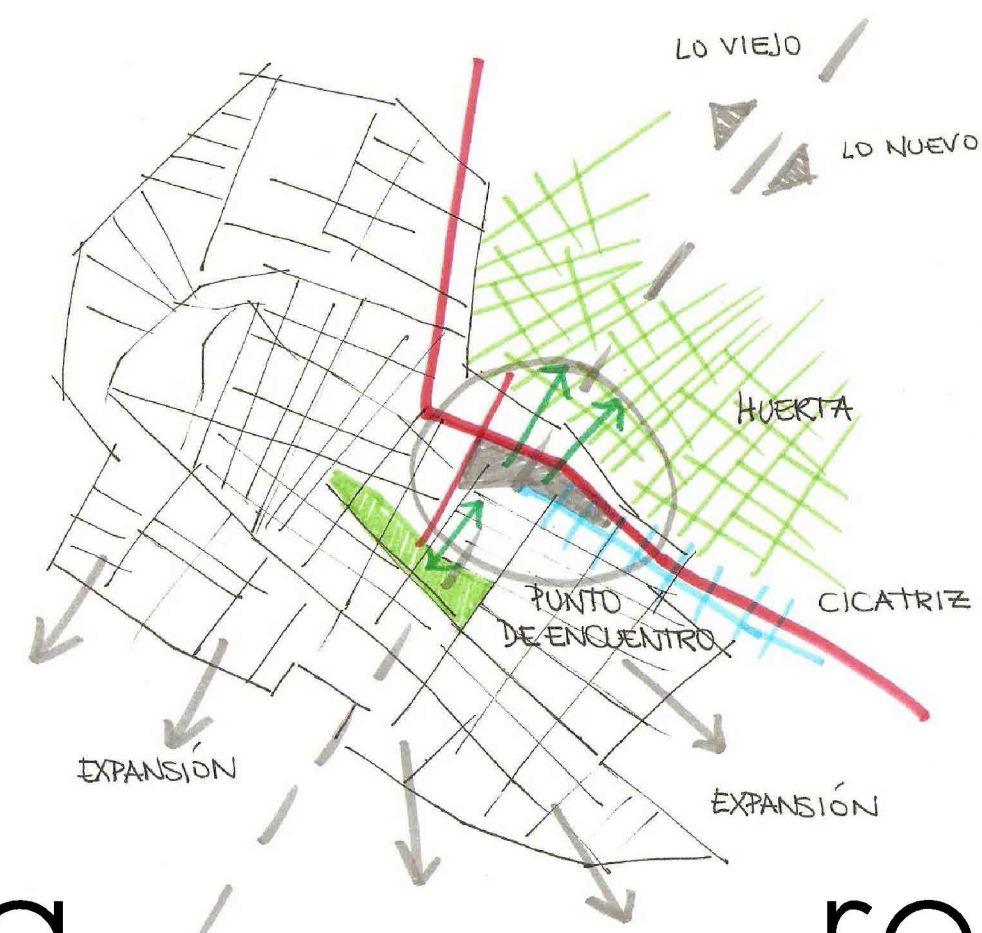 LO VIEJO
LO NUEVO
HUERTA
CICATRIZ
PUNTO
DE ENCUENTRO
EXPANSIÓN
EXPANSIÓN